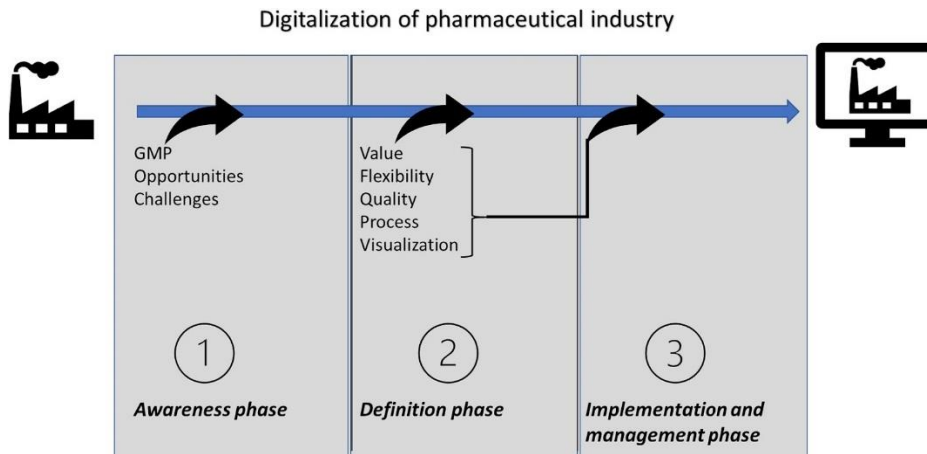 Digitalization of pharmaceutical industry
GMP
Opportunities
Challenges
Value
Flexibility
Quality
Process
Visualization
1
Awareness phase
2
Definition phase
3
Implementation and
management phase